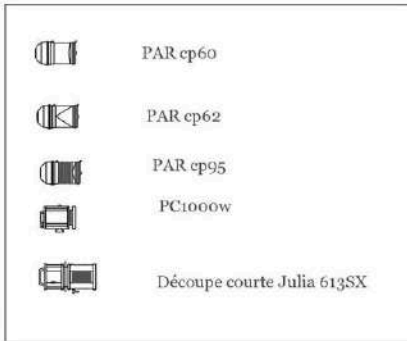 PAR cp60
PAR cp62
PAR cp95
PC1000w
Découpe courte Julia 613SX